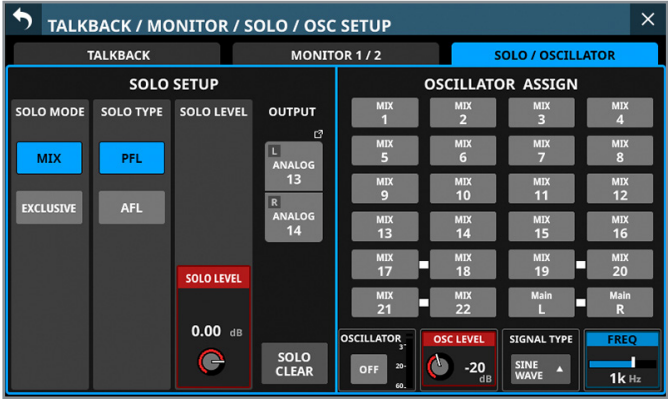 TALKBACK / MONITOR / SOLO / OSC SETUP
TALKBACK
MONITOR 1 / 2
SOLO / OSCILLATOR
SOLO SETUP
SOLO MODE
SOLO TYPE
SOLO LEVEL
OUTPUT
MIX
PFL
EXCLUSIVE
AFL
L
ANALOG
13
R
ANALOG
14
SOLO LEVEL
0.00 dB
SOLO
CLEAR
OSCILLATOR ASSIGN
MIX
1
MIX
2
MIX
3
MIX
4
MIX
5
MIX
6
MIX
7
MIX
8
MIX
9
MIX
10
MIX
11
MIX
12
MIX
13
MIX
14
MIX
15
MIX
16
MIX
17
MIX
18
MIX
19
MIX
20
MIX
21
MIX
22
Main
L
Main
R
OSCILLATOR
OFF
3
20
60
OSC LEVEL
-20
dB
SIGNAL TYPE
SINE
WAVE
FREQ
1k Hz